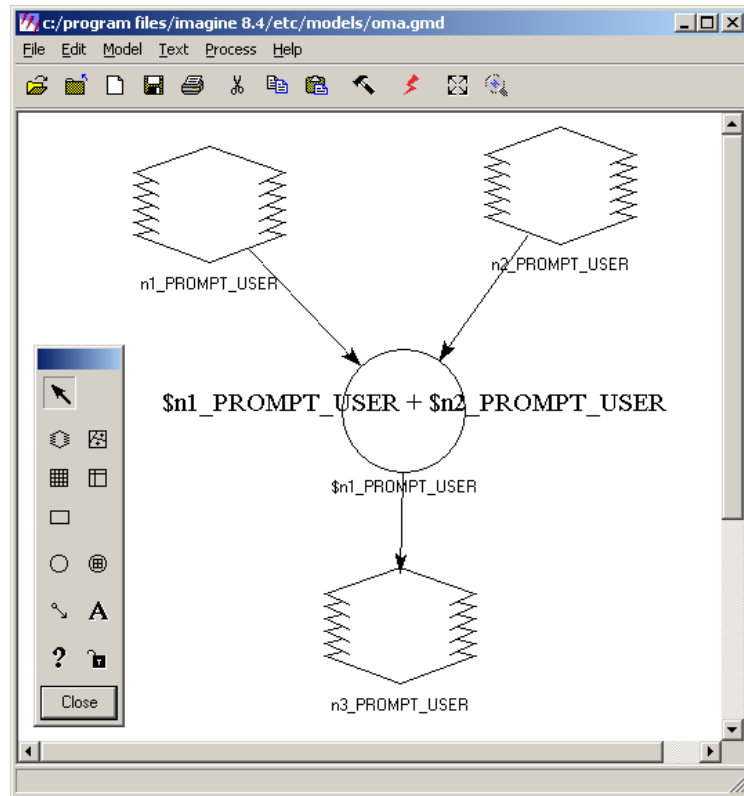 c:/program files/imagine 8.4/etc/models/oma.gmd
File Edit Model Text Process Help
n1_PROMPT_USER
n2_PROMPT_USER
$n1_PROMPT_USER + $n2_PROMPT_USER
$n1_PROMPT_USER
A
?
Close
n3_PROMPT_USER